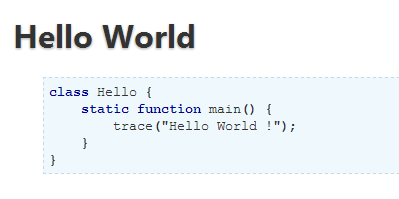 Hello World
class Hello {
    static function main() {
        trace("Hello World !");
    }
}